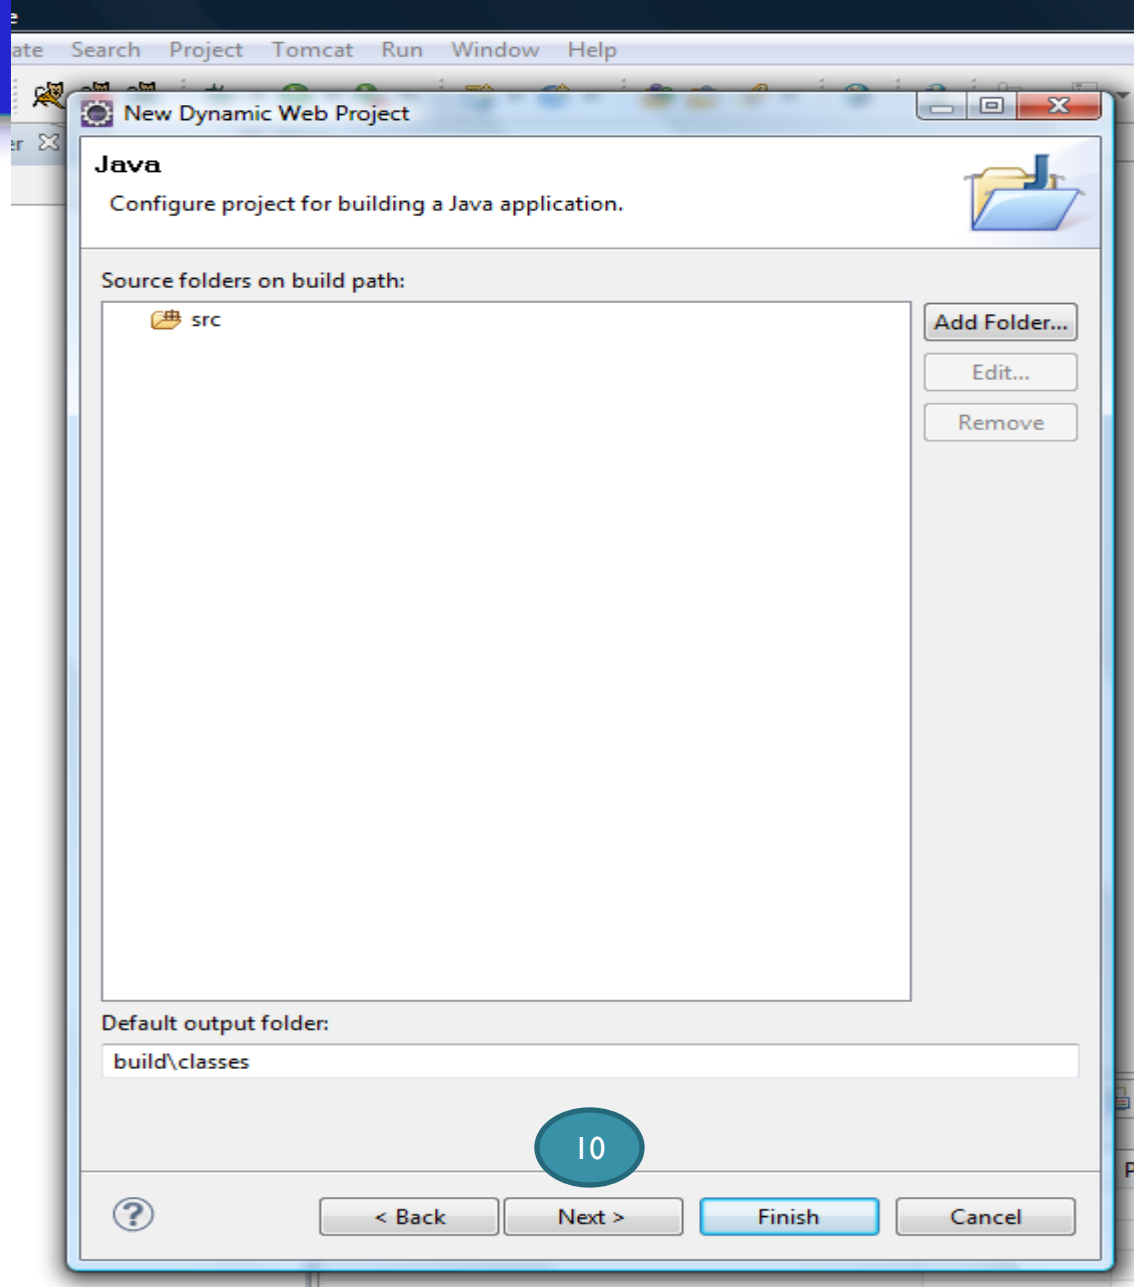 e
ate Search Project Tomcat Run Window Help
er
New Dynamic Web Project
Java
Configure project for building a Java application.
Source folders on build path:
src
Add Folder...
Edit...
Remove
Default output folder:
build\classes
10
P
? < Back Next > Finish Cancel